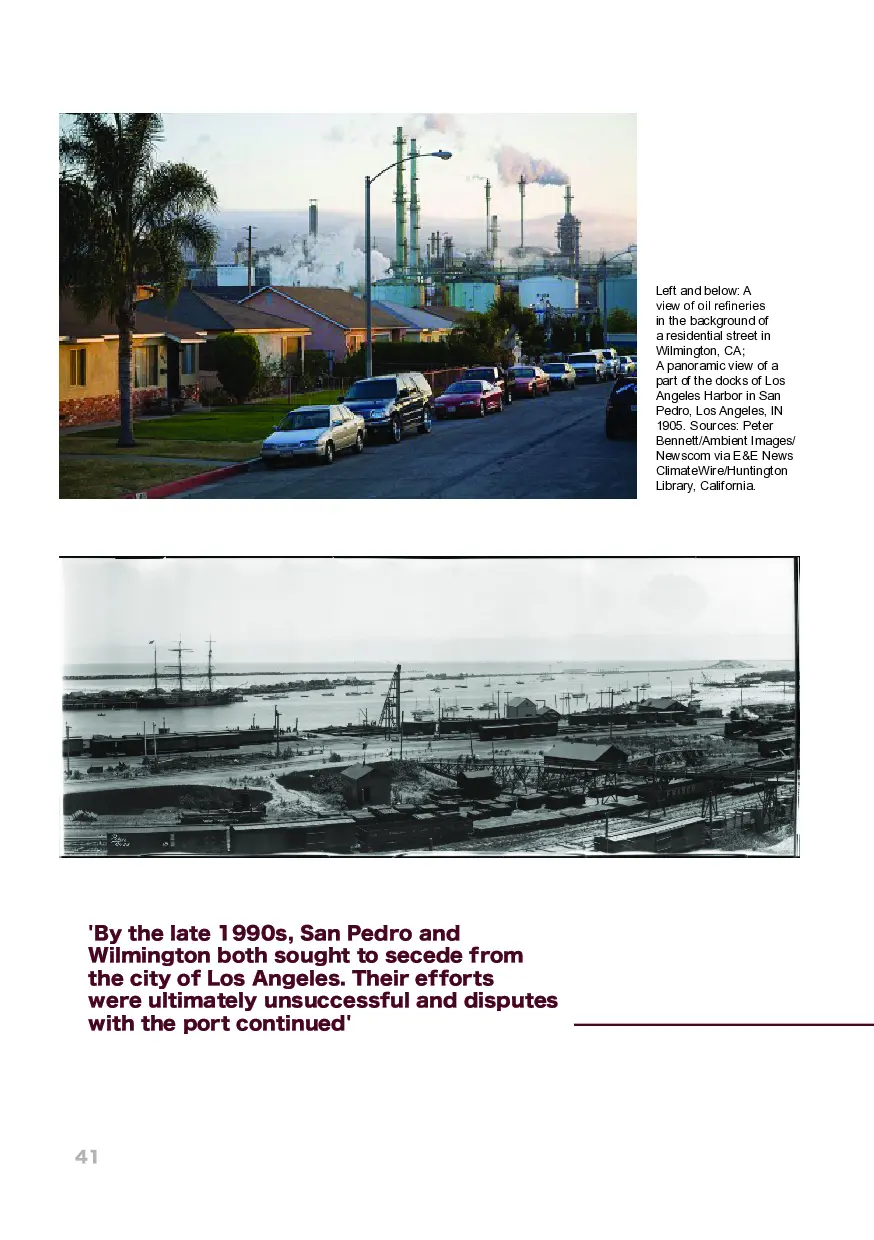 Left and below: A
view of oil refineries
in the background of
a residential street in
Wilmington, CA;
A panoramic view of a
part of the docks of Los
Angeles Harbor in San
Pedro, Los Angeles, IN
1905. Sources: Peter
Bennett/Ambient Images/
Newscom via E&E News
ClimateWire/Huntington
Library, California.
'By the late 1990s, San Pedro and
Wilmington both sought to secede from
the city of Los Angeles. Their efforts
were ultimately unsuccessful and disputes
with the port continued'
41